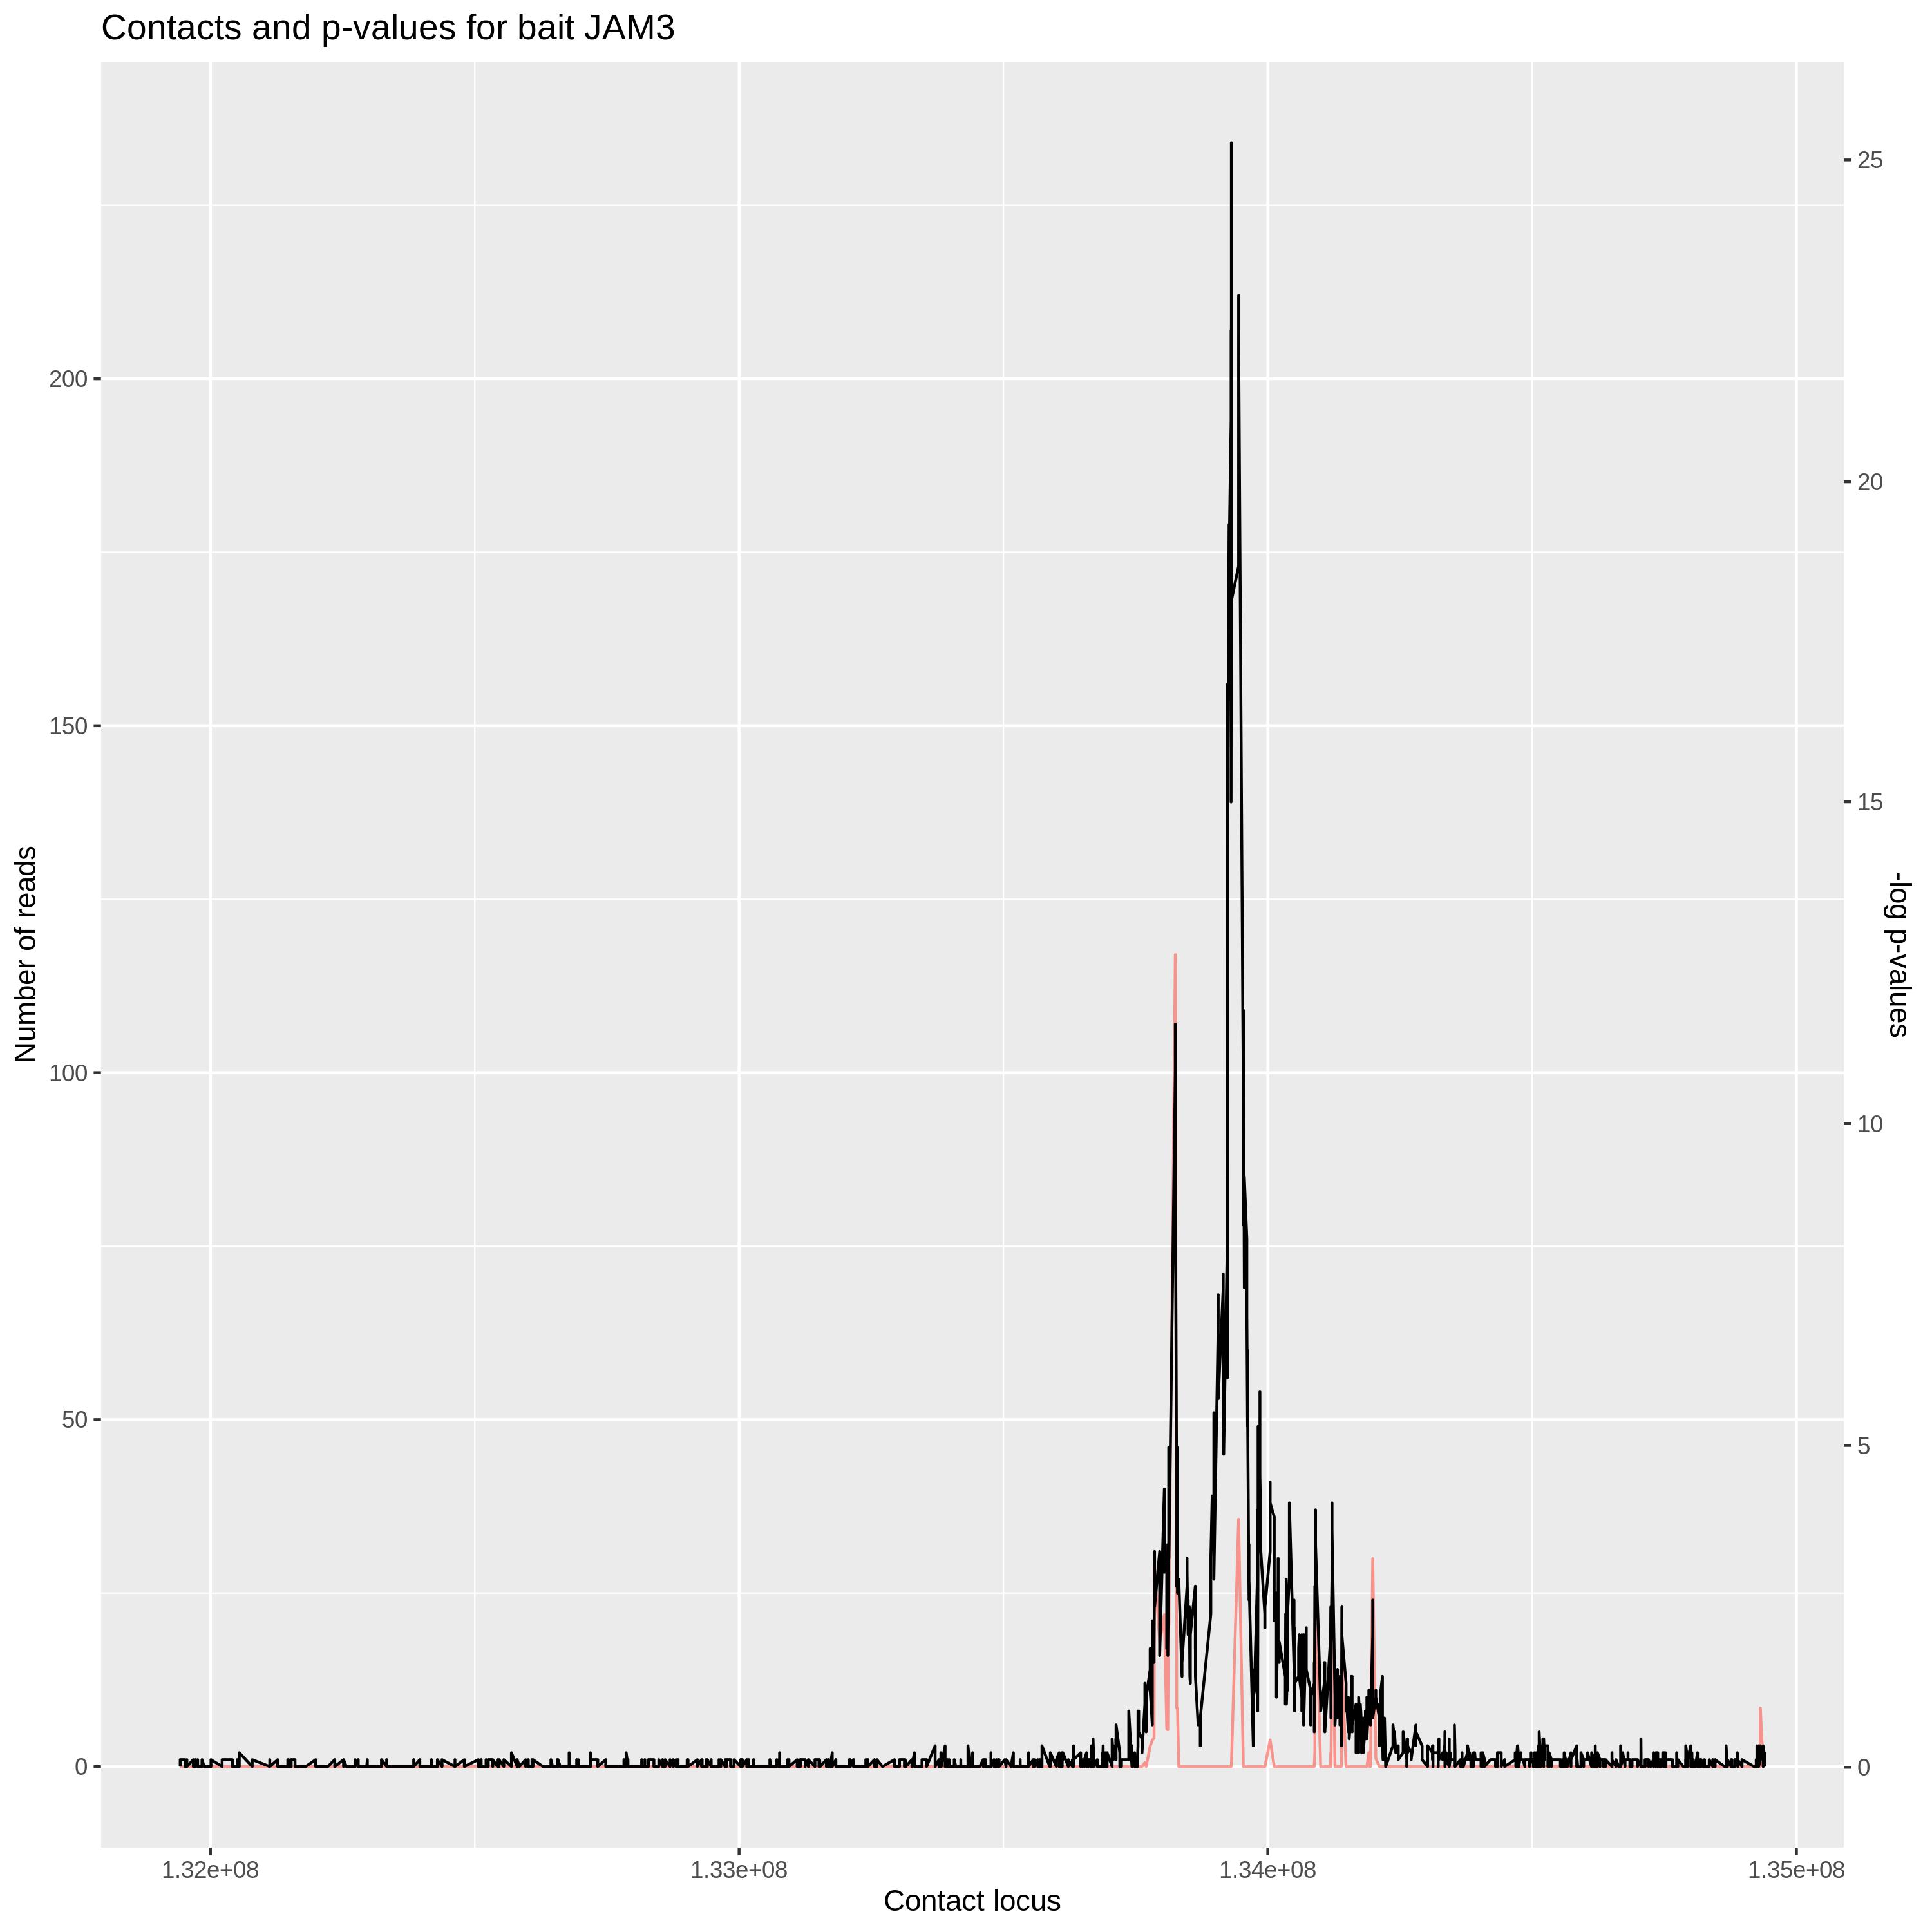 Contacts and p-values for bait JAM3
Number of reads
200
150
100
50
0
25
20
15
10
5
0
-log p-values
1.32e+08
1.33e+08
1.34e+08
1.35e+08
Contact locus